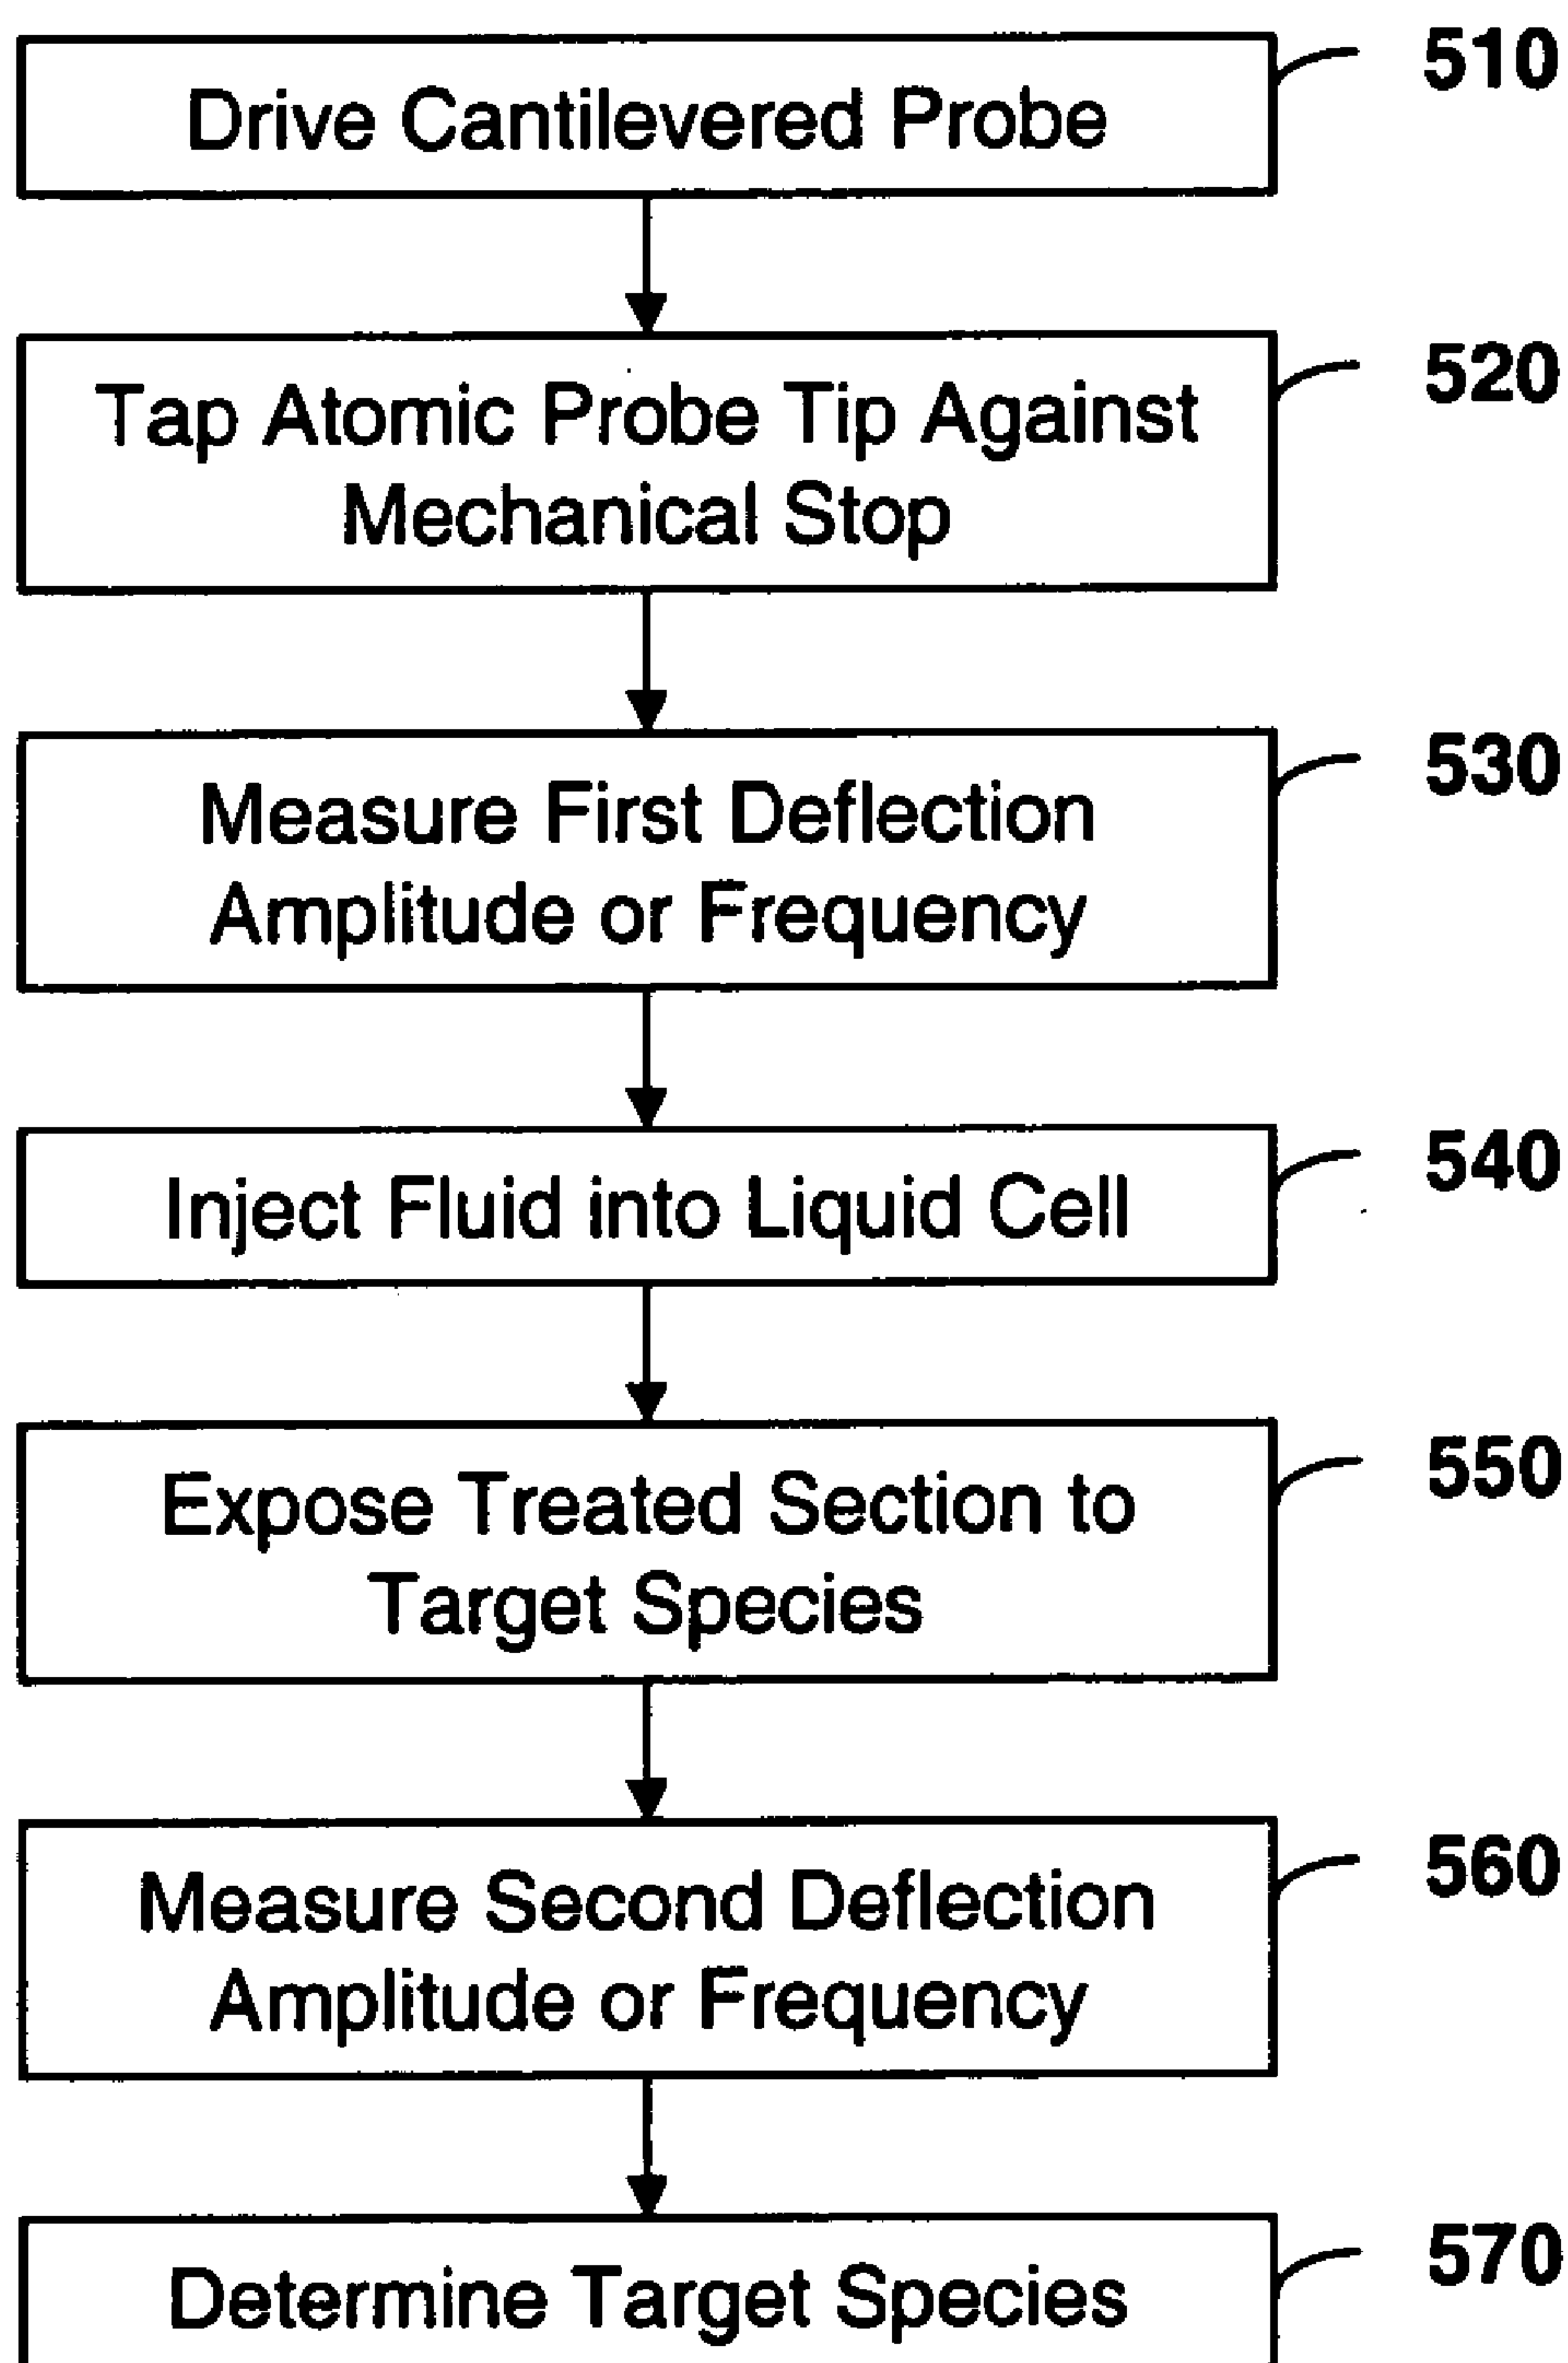 Drive Cantilevered Probe
510
Tap Atomic Probe Tip Against
Mechanical Stop
520
Measure First Deflection
Amplitude or Frequency
530
Inject Fluid into Liquid Cell
540
Expose Treated Section to
Target Species
550
Measure Second Deflection
Amplitude or Frequency
560
Determine Target Species
570